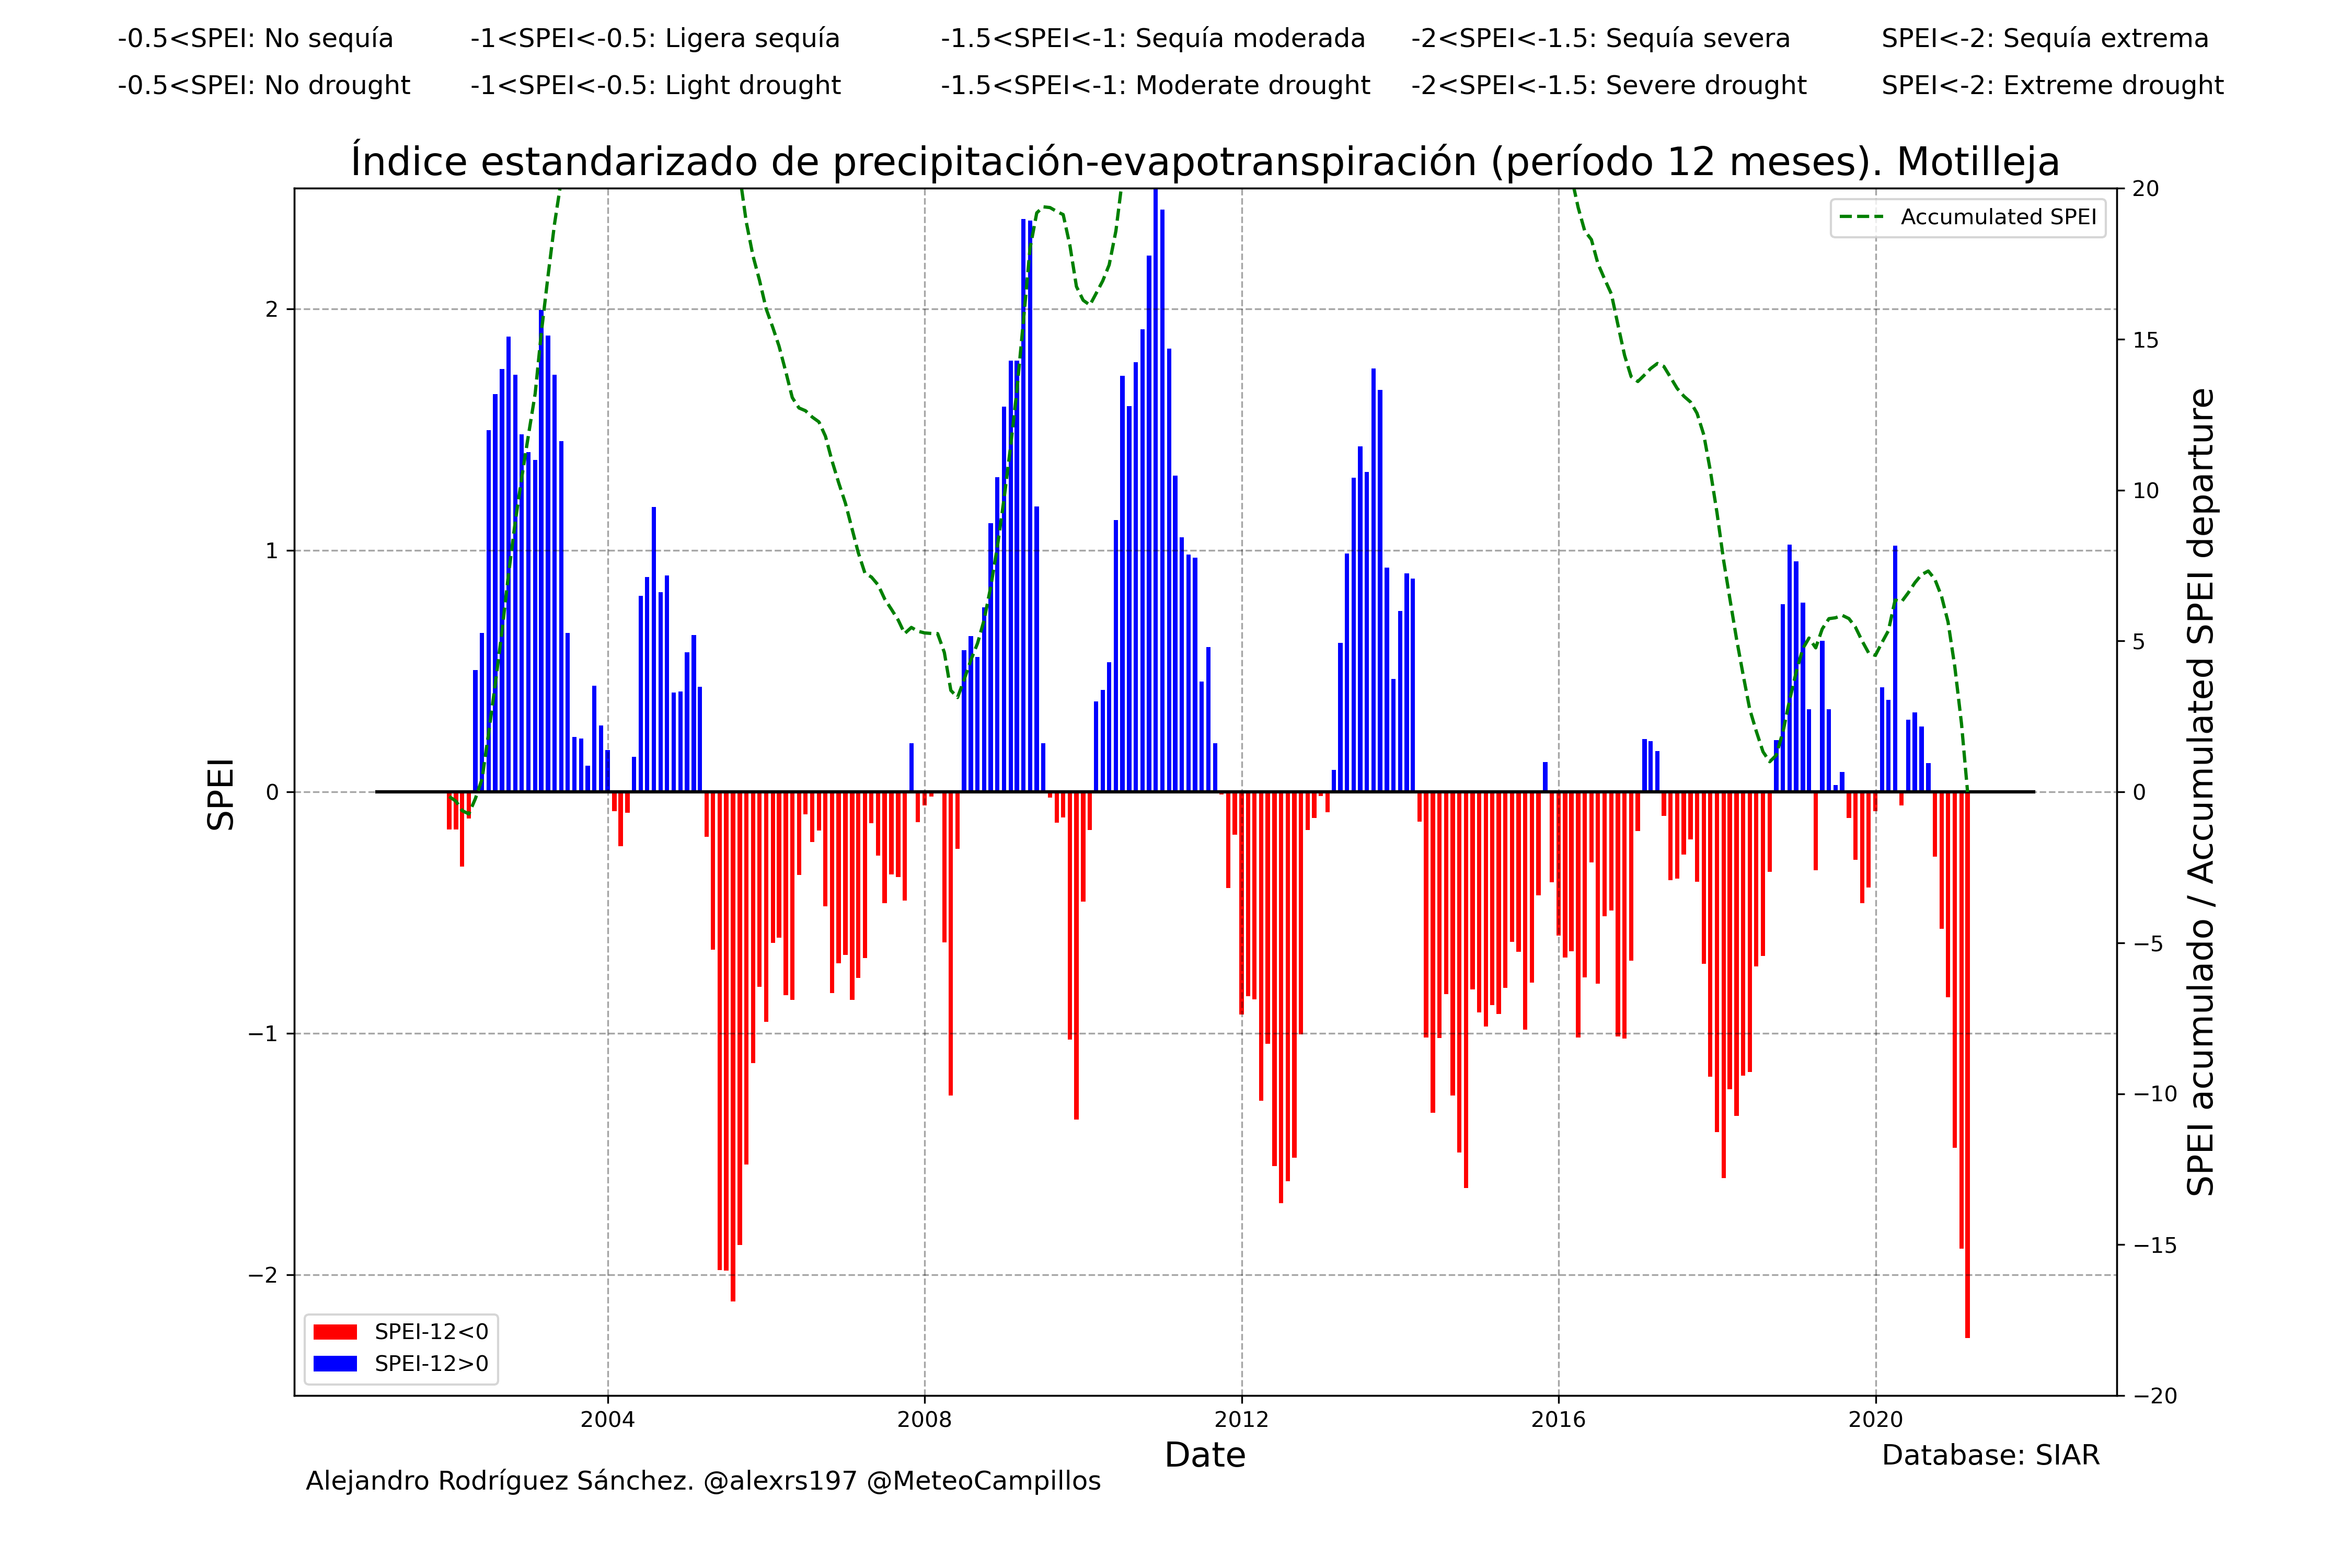 -0.5<SPEI: No sequía -1<SPEI<-0.5: Ligera sequía -1.5<SPEI<-1: Sequía moderada -2<SPEI<-1.5: Sequía severa SPEI<-2: Sequía extrema
-0.5<SPEI: No drought -1<SPEI<-0.5: Light drought -1.5<SPEI<-1: Moderate drought -2<SPEI<-1.5: Severe drought SPEI<-2: Extreme drought
Índice estandarizado de precipitación-evapotranspiración (período 12 meses). Motilleja
Accumulated SPEI
SPEI
2
1
0
−1
−2
20
15
10
5
0
−5
−10
−15
−20
SPEI acumulado / Accumulated SPEI departure
SPEI-12<0
SPEI-12>0
2004 2008 2012 2016 2020
Date
Database: SIAR
Alejandro Rodríguez Sánchez. @alexrs197 @MeteoCampillos